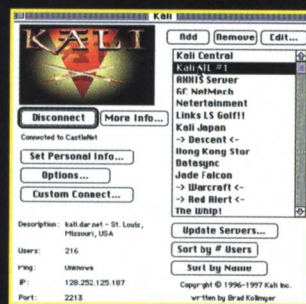 Kali
KALI
Disconnect
More Info...
Connected to CastleNet
Set Personal Info...
Options...
Custom Connect...
Description: kali.dar.net - St. Louis, Missouri, USA
Users: 216
Ping: Unknown
IP: 128.252.125.187
Port: 2213
Add
Remove
Edit...
Kali Central
#1
AHHIS Server
GC NetMech
Netertainment
Links LS Golf!!
Kali Japan
-> Descent <-
Hong Kong Star
Datasync
Jade Falcon
-> Warcraft <-
-> Red Alert <-
The Whip!
Update Servers...
Sort by # Users
Sort by Name
Copyright © 1996-1997 Kali Inc.
written by Brad Kollmyer